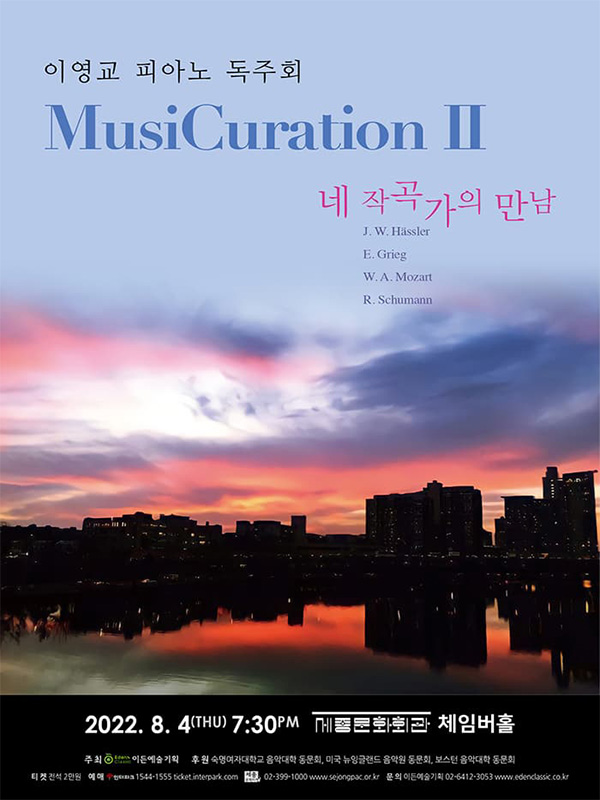 이영교 피아노 독주회
MusiCuration II
네 작곡가의 만남
J. W. Hässler
E. Grieg
W. A. Mozart
R. Schumann
2022. 8. 4(THU) 7:30PM 세종문화회관 체임버홀
주최 Eden Classic 이든예술기획 후원 숙명여자대학교 음악대학 동문회, 미국 뉴잉글랜드 음악원 동문회, 보스턴 음악대학 동문회
티켓 전석 2만원 예매 인터파크 1544-1555 ticket.interpark.com 세종 02-399-1000 www.sejongpac.or.kr 문의 이든예술기획 02-6412-3053 www.edenclassic.co.kr